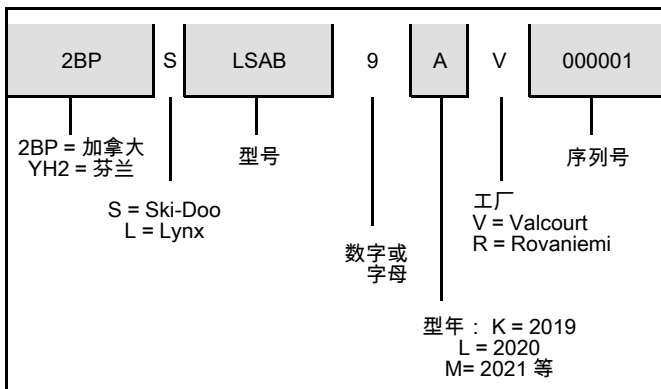 2BP S LSAB 9 A V 000001
2BP = 加拿大
YH2 = 芬兰
型号
序列号
S = Ski-Doo
L = Lynx
工厂
V = Valcourt
R = Rovaniemi
数字或
字母
型年： K = 2019
L = 2020
M= 2021 等